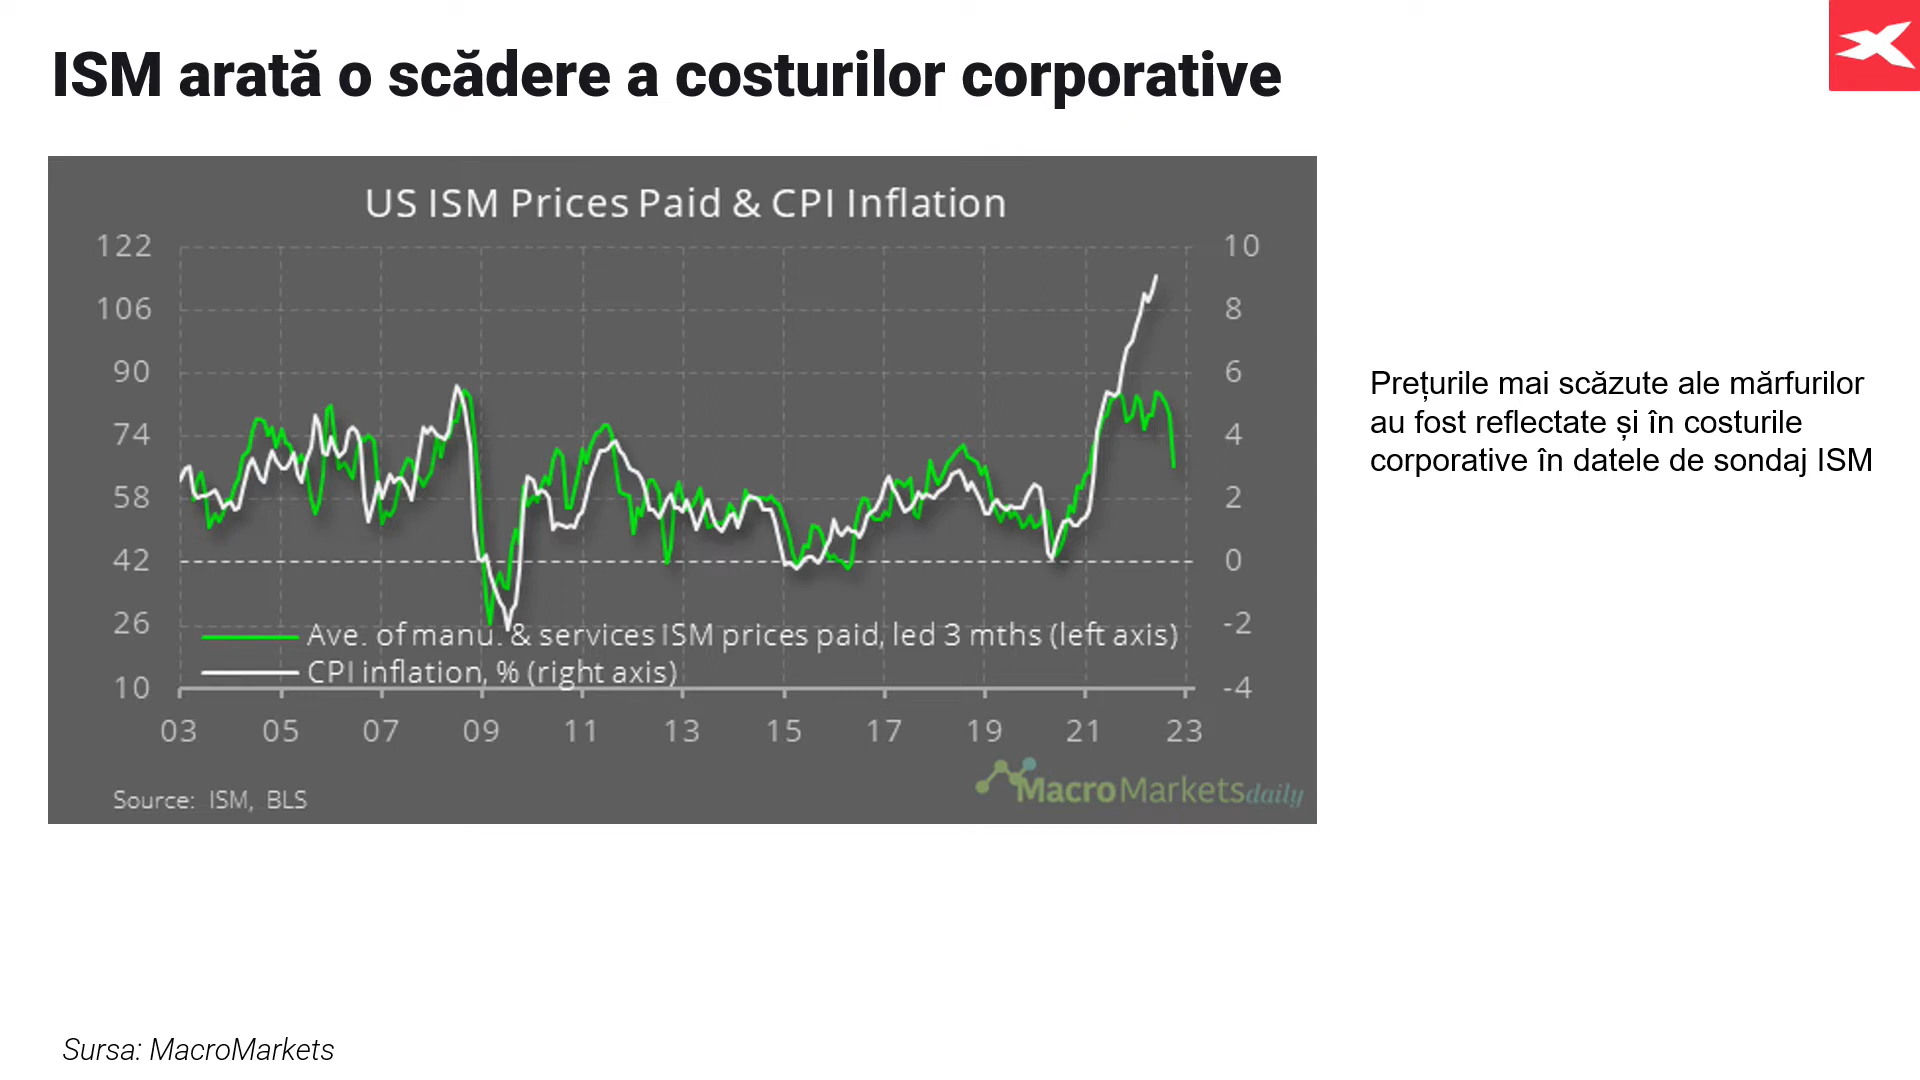 ISM arată o scădere a costurilor corporative
US ISM Prices Paid & CPI Inflation
122 10
106 8
90 6
74 4
58 2
42 0
26 -2
Ave. of manu. & services ISM prices paid, led 3 mths (left axis)
CPI inflation, % (right axis)
10 -4
03 05 07 09 11 13 15 17 19 21 23
MacroMarketsdaily
Source: ISM, BLS
Prețurile mai scăzute ale mărfurilor
au fost reflectate și în costurile
corporative în datele de sondaj ISM
Sursa: MacroMarkets